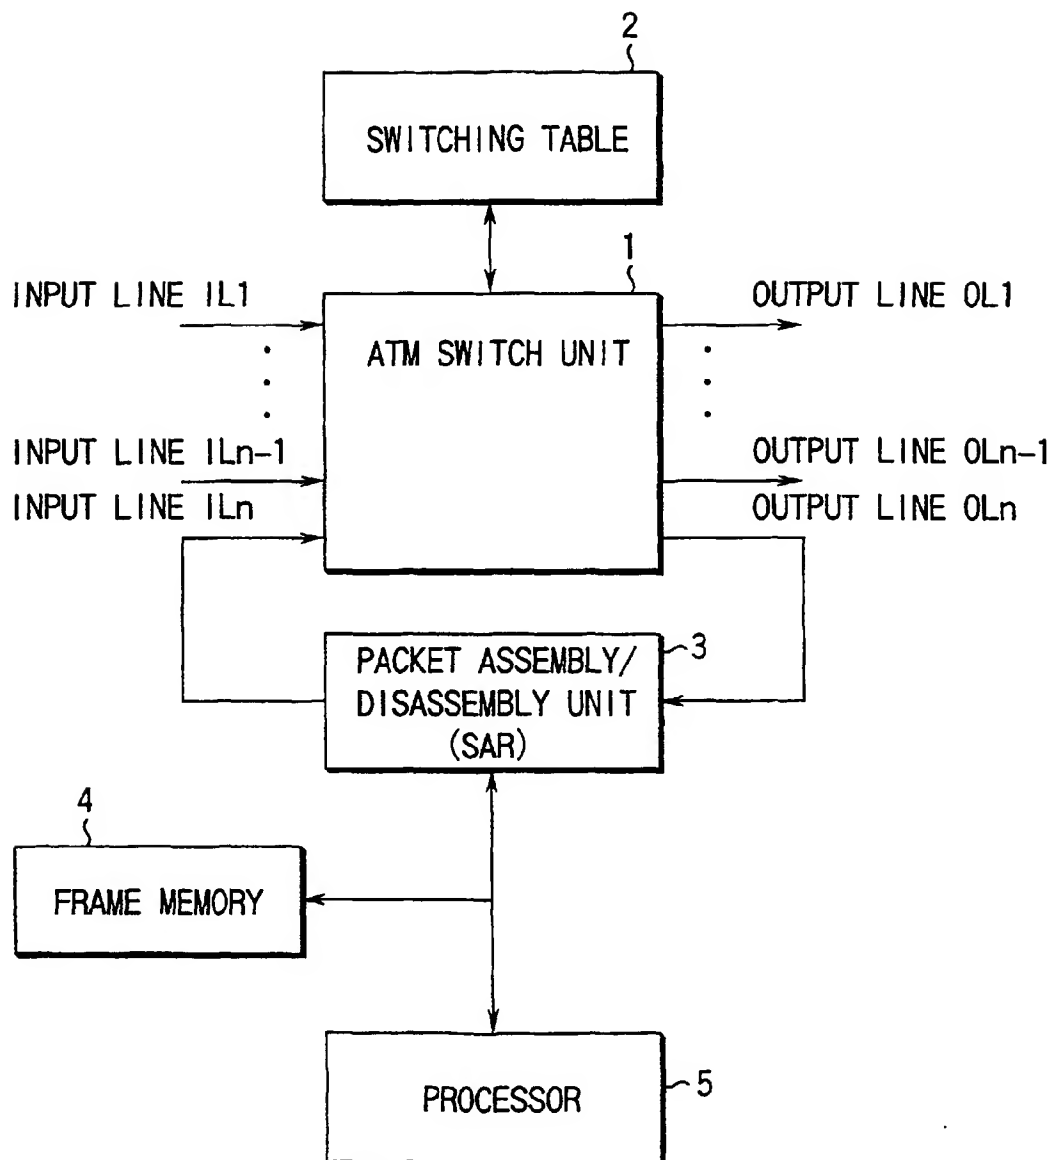 2
SWITCHING TABLE
1
INPUT LINE IL1
OUTPUT LINE OL1
ATM SWITCH UNIT
INPUT LINE ILn-1
OUTPUT LINE OLn-1
INPUT LINE ILn
OUTPUT LINE OLn
3
PACKET ASSEMBLY/
DISASSEMBLY UNIT
(SAR)
4
FRAME MEMORY
5
PROCESSOR